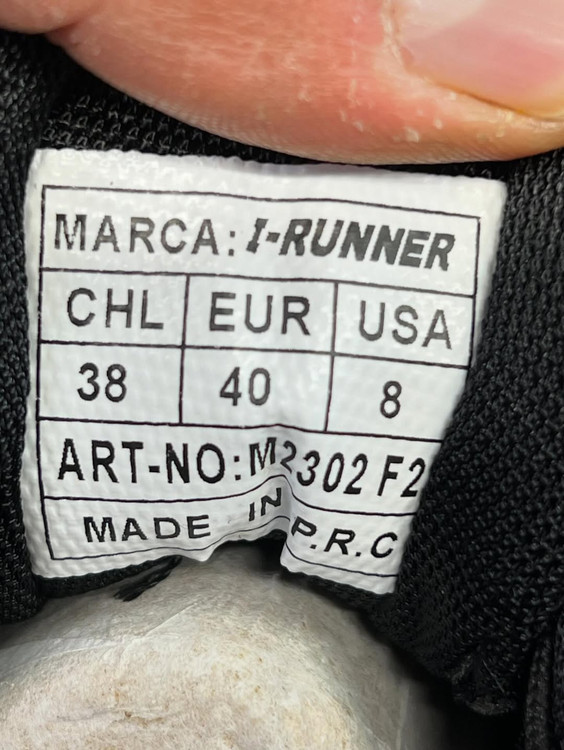 MARCA: I-RUNNER
CHL EUR USA
38 40 8
ART-NO: M2302 F2
MADE IN P.R.C